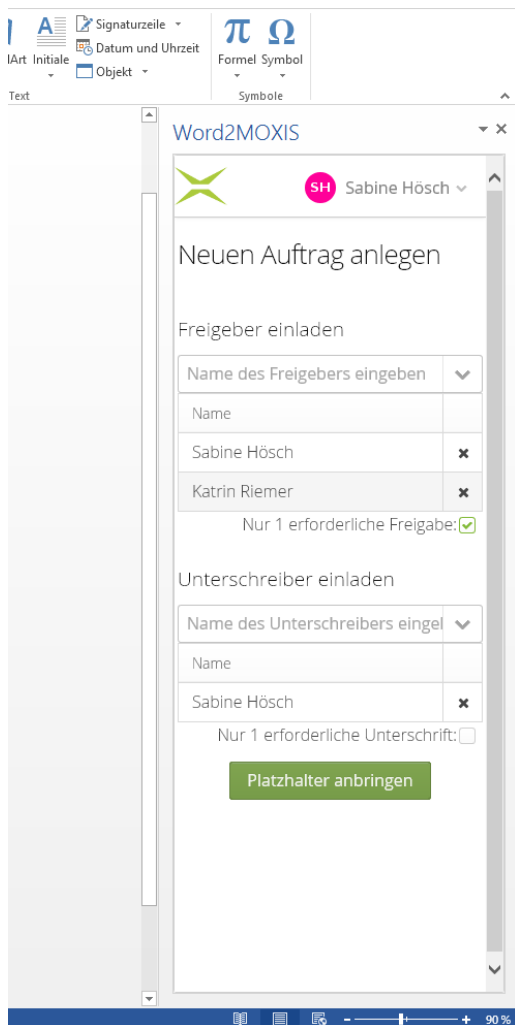 Signaturzeile
Datum und Uhrzeit
Objekt
Art Initiale
Formel Symbol
Text
Symbole
Word2MOXIS
SH Sabine Hösch
Neuen Auftrag anlegen
Freigeber einladen
Name des Freigebers eingeben
Name
Sabine Hösch
Katrin Riemer
Nur 1 erforderliche Freigabe:
Unterschreiber einladen
Name des Unterschreibers eingel
Name
Sabine Hösch
Nur 1 erforderliche Unterschrift:
Platzhalter anbringen
90 %